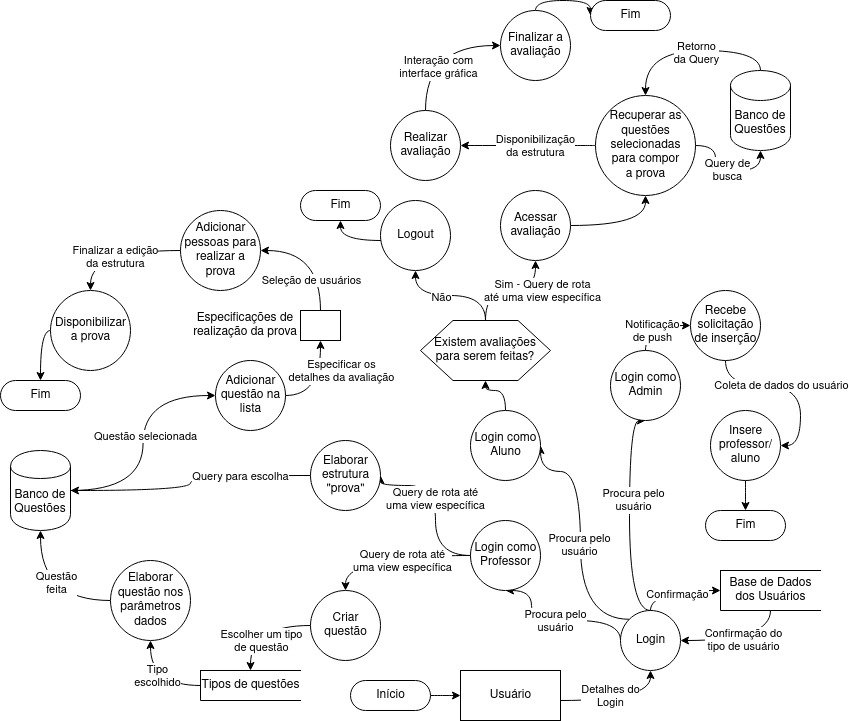 Fim
Finalizar a
avaliação
Interação com
interface gráfica
Retorno
da Query
Banco de
Questões
Recuperar as
questões
selecionadas
para compor
a prova
Disponibilização
da estrutura
Realizar
avaliação
Query de
busca
Fim
Logout
Acessar
avaliação
Adicionar
pessoas para
realizar a
prova
Finalizar a edição
da estrutura
Seleção de usuários
Não
Sim - Query de rota
até uma view específica
Disponibilizar
a prova
Especificações de
realização da prova
Existem avaliações
para serem feitas?
Notificação
de push
Recebe
solicitação
de inserção
Fim
Adicionar
questão na
lista
Especificar os
detalhes da avaliação
Login como
Admin
Coleta de dados do usuário
Questão selecionada
Login como
Aluno
Insere
professor/
aluno
Banco de
Questões
Query para escolha
Elaborar
estrutura
"prova"
Query de rota até
uma view específica
Procura pelo
usuário
Fim
Login como
Professor
Procura pelo
usuário
Query de rota até
uma view específica
Questão
feita
Elaborar
questão nos
parâmetros
dados
Confirmação
Base de Dados
dos Usuários
Criar
questão
Procura pelo
usuário
Login
Confirmação do
tipo de usuário
Escolher um tipo
de questão
Tipo
escolhido
Tipos de questões
Início
Usuário
Detalhes do
Login